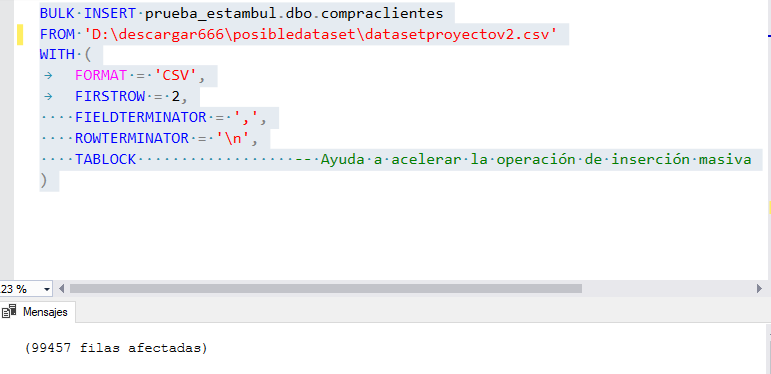 BULK INSERT prueba_estambul.dbo.compraclientes
FROM 'D:\descargar666\posibledataset\datasetproyectov2.csv'
WITH (
FORMAT = 'CSV',
FIRSTROW = 2,
FIELDTERMINATOR = ',',
ROWTERMINATOR = '\n',
TABLOCK -- Ayuda a acelerar la operación de inserción masiva
)
23 %
Mensajes
(99457 filas afectadas)